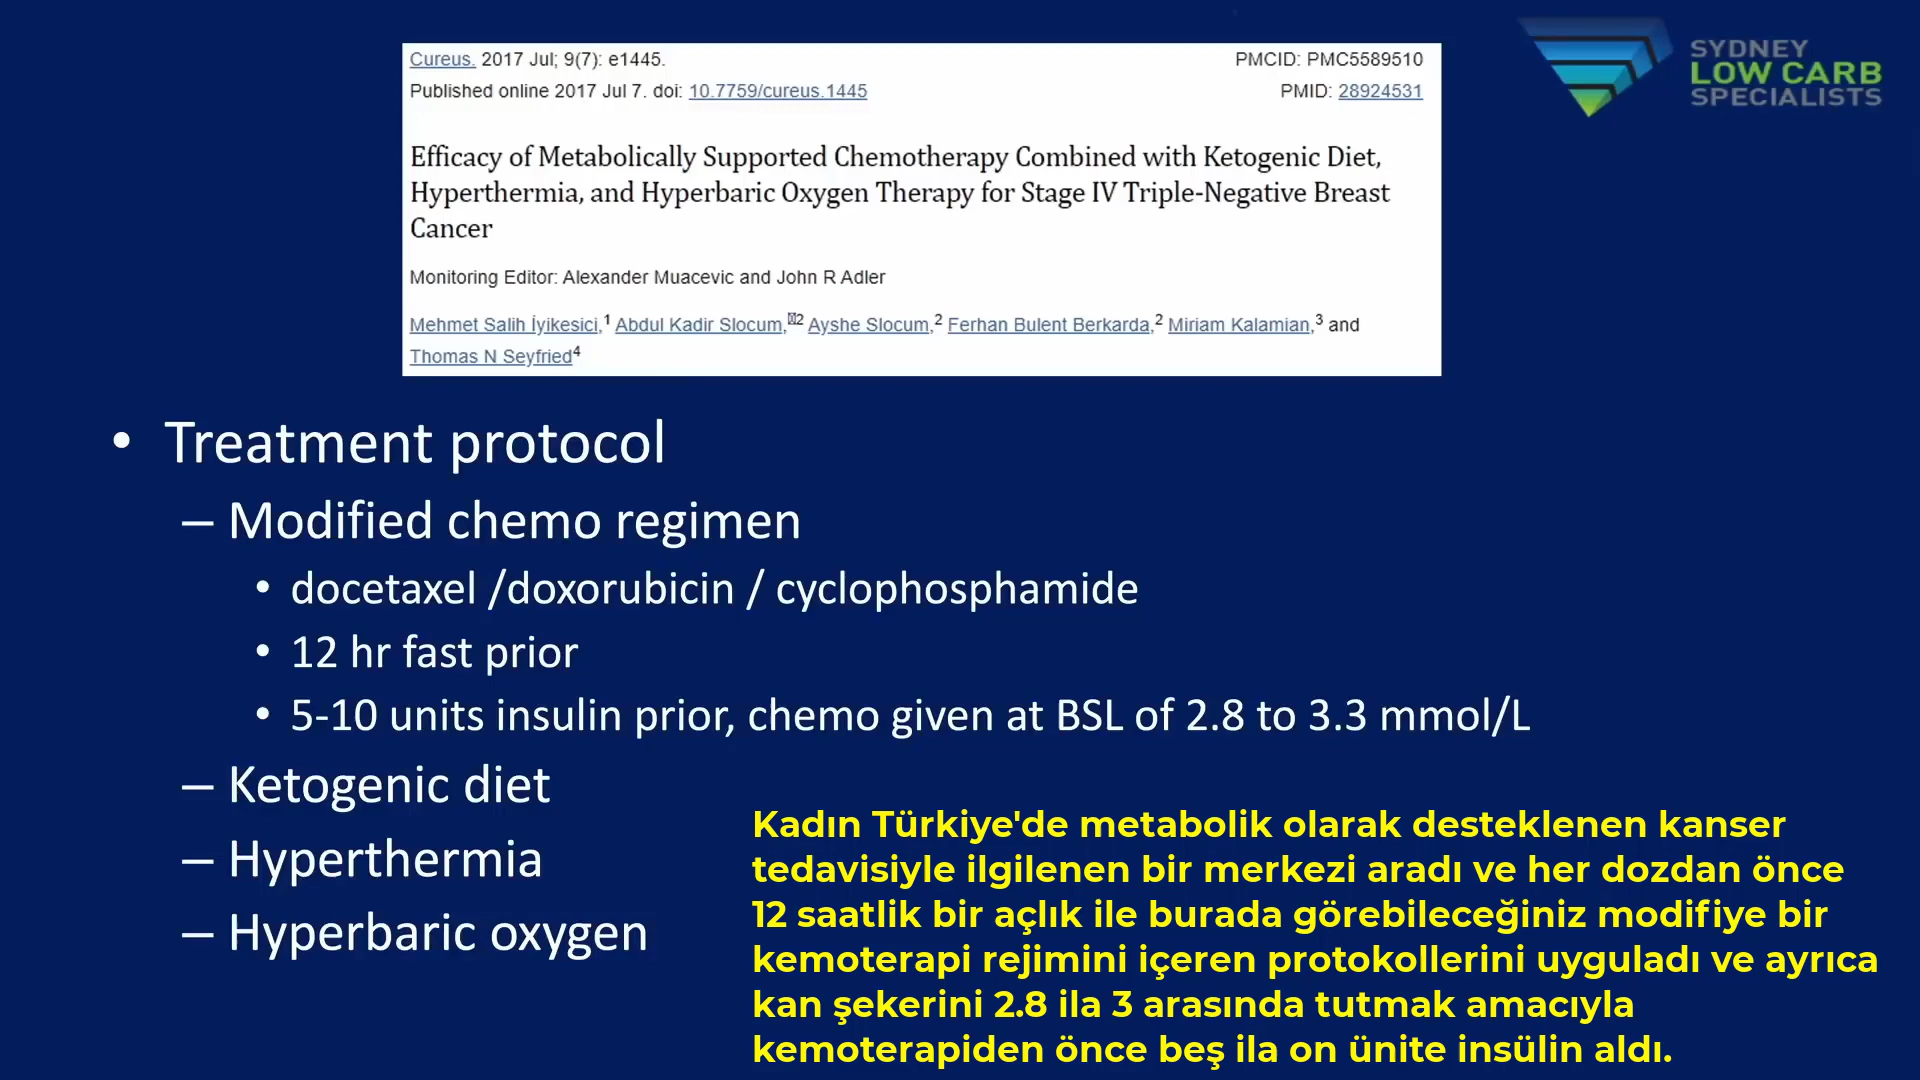 Cureus. 2017 Jul; 9(7): e1445.
PMCID: PMC5589510
Published online 2017 Jul 7. doi: 10.7759/cureus.1445
PMID: 28924531
SYDNEY
LOW CARB
SPECIALISTS
Efficacy of Metabolically Supported Chemotherapy Combined with Ketogenic Diet,
Hyperthermia, and Hyperbaric Oxygen Therapy for Stage IV Triple-Negative Breast
Cancer
Monitoring Editor: Alexander Muacevic and John R Adler
Mehmet Salih İyikesici,1 Abdul Kadir Slocum,2 Ayshe Slocum,2 Ferhan Bulent Berkarda,2 Miriam Kalamian,3 and
Thomas N Seyfried4
• Treatment protocol
– Modified chemo regimen
• docetaxel /doxorubicin / cyclophosphamide
• 12 hr fast prior
• 5-10 units insulin prior, chemo given at BSL of 2.8 to 3.3 mmol/L
– Ketogenic diet
– Hyperthermia
– Hyperbaric oxygen
Kadın Türkiye'de metabolik olarak desteklenen kanser
tedavisiyle ilgilenen bir merkezi aradı ve her dozdan önce
12 saatlik bir açlık ile burada görebileceğiniz modifiye bir
kemoterapi rejimini içeren protokollerini uyguladı ve ayrıca
kan şekerini 2.8 ila 3 arasında tutmak amacıyla
kemoterapiden önce beş ila on ünite insülin aldı.